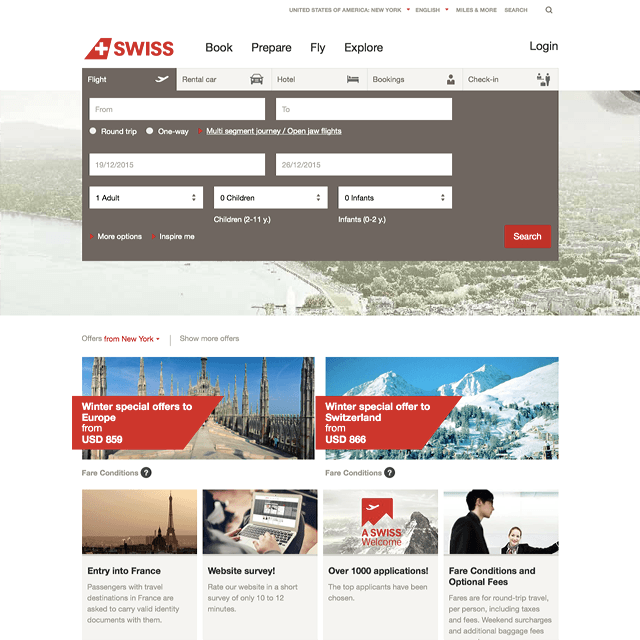 UNITED STATES OF AMERICA: NEW YORK ENGLISH MILES & MORE SEARCH
SWISS Book Prepare Fly Explore Login
Flight Rental car Hotel Bookings Check-in
From To
Round trip One-way Multi segment journey / Open jaw flights
19/12/2015 26/12/2015
1 Adult 0 Children 0 Infants
Children (2-11 y.) Infants (0-2 y.)
More options Inspire me Search
Offers from New York Show more offers
Winter special offers to
Europe
from
USD 859
Winter special offer to
Switzerland
from
USD 866
Fare Conditions ? Fare Conditions ?
A SWISS
Welcome
Entry into France
Passengers with travel
destinations in France are
asked to carry valid identity
documents with them.
Website survey!
Rate our website in a short
survey of only 10 to 12
minutes.
Over 1000 applications!
The top applicants have been
chosen.
Fare Conditions and
Optional Fees
Fares are for round-trip travel,
per person, including taxes
and fees. Weekend surcharges
and additional baggage fees